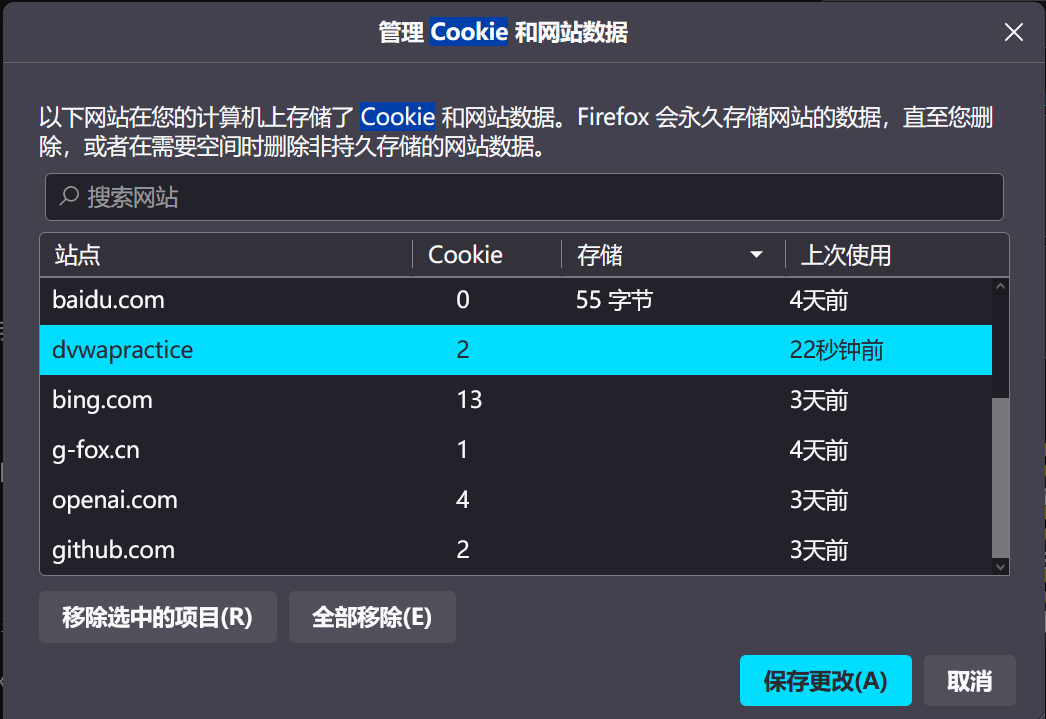 管理 Cookie 和网站数据
以下网站在您的计算机上存储了 Cookie 和网站数据。Firefox 会永久存储网站的数据，直至您删
除，或者在需要空间时删除非持久存储的网站数据。
搜索网站
站点 Cookie 存储 上次使用
baidu.com 0 55 字节 4天前
dvwapractice 2 22秒钟前
bing.com 13 3天前
g-fox.cn 1 4天前
openai.com 4 3天前
github.com 2 3天前
移除选中的项目(R) 全部移除(E)
保存更改(A) 取消